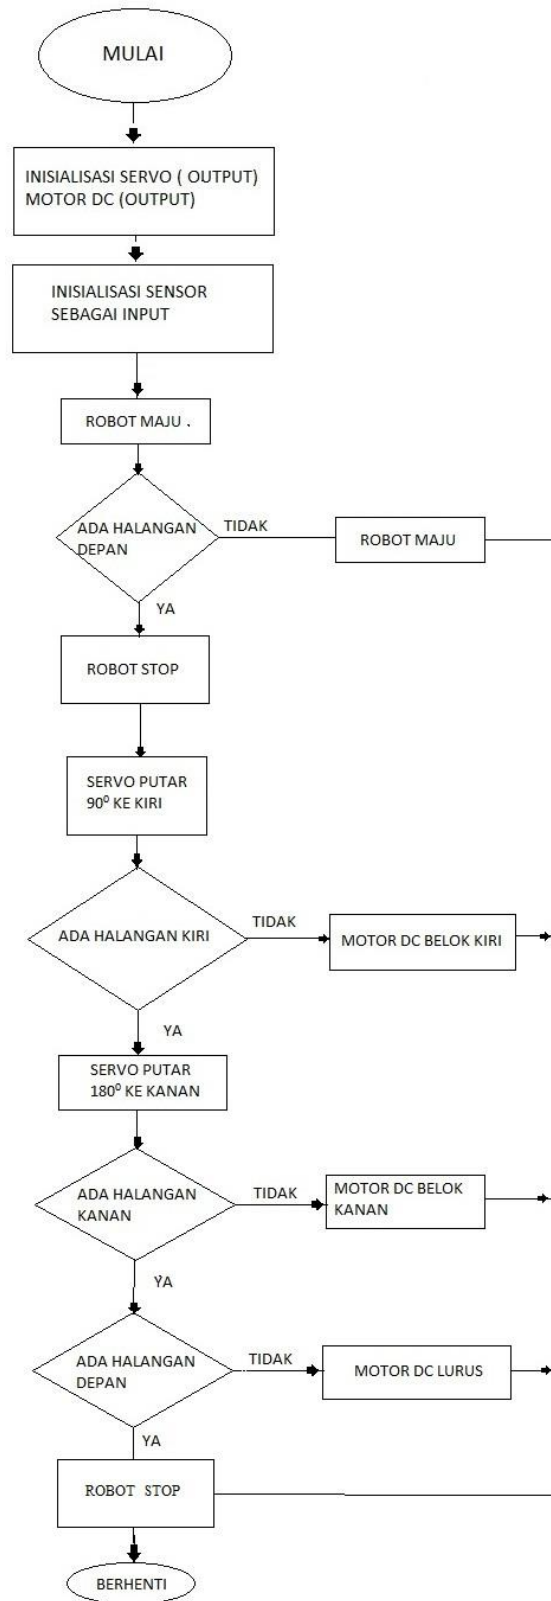 MULAI
INISIALISASI SERVO ( OUTPUT)
MOTOR DC (OUTPUT)
INISIALISASI SENSOR
SEBAGAI INPUT
ROBOT MAJU .
ADA HALANGAN
DEPAN
TIDAK
ROBOT MAJU
YA
ROBOT STOP
SERVO PUTAR
90⁰ KE KIRI
ADA HALANGAN KIRI
TIDAK
MOTOR DC BELOK KIRI
YA
SERVO PUTAR
180⁰ KE KANAN
ADA HALANGAN
KANAN
TIDAK
MOTOR DC BELOK
KANAN
YA
ADA HALANGAN
DEPAN
TIDAK
MOTOR DC LURUS
YA
ROBOT STOP
BERHENTI